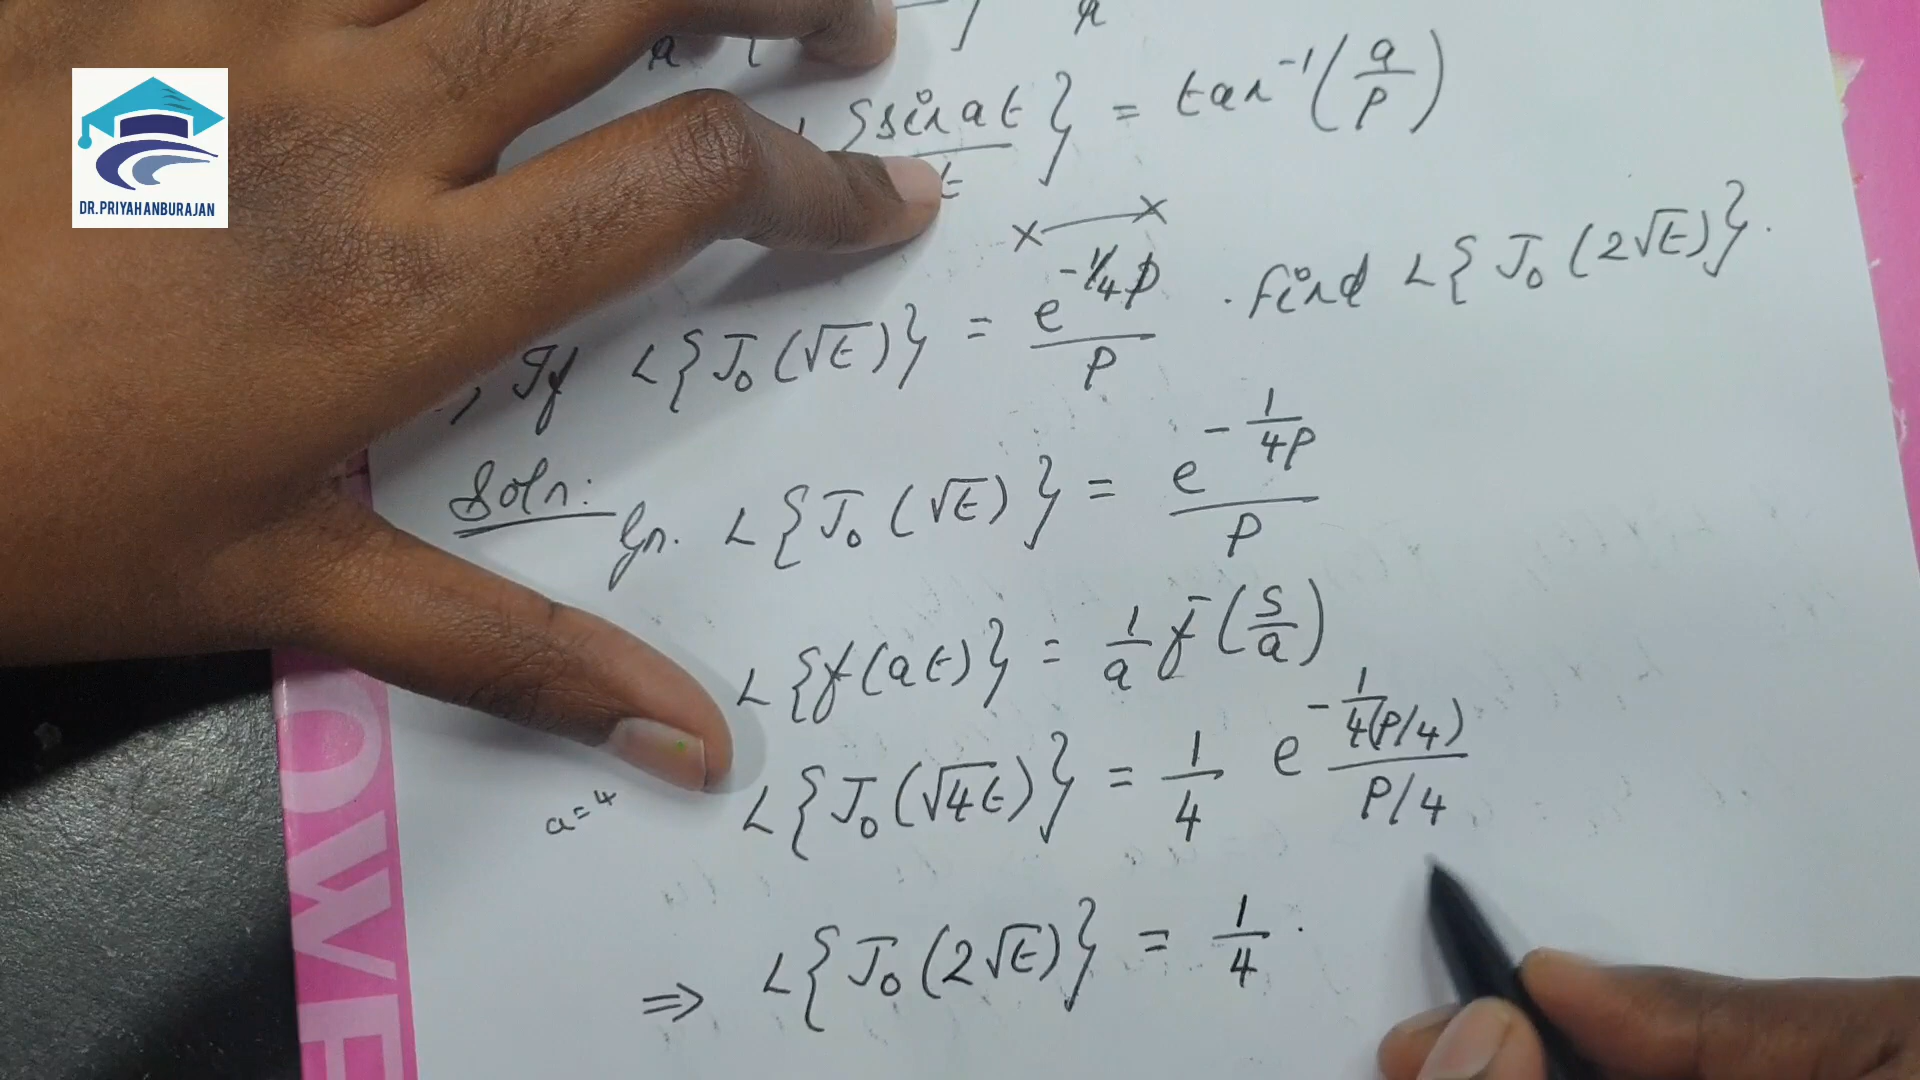 r
{sin at / t} = tan⁻¹(a/p)
x—x
, If L{J₀(√t)} = e^(-1/4p) / p . Find L{J₀(2√t)}.
Soln:
Gn. L{J₀(√t)} = e^(-1/4p) / p
L{f(at)} = 1/a f̄(s/a)
a=4 L{J₀(√4t)} = 1/4 e^(-1/4(p/4)) / p/4
⇒ L{J₀(2√t)} = 1/4 .
DR.PRIYAHANBURAJAN
OWE